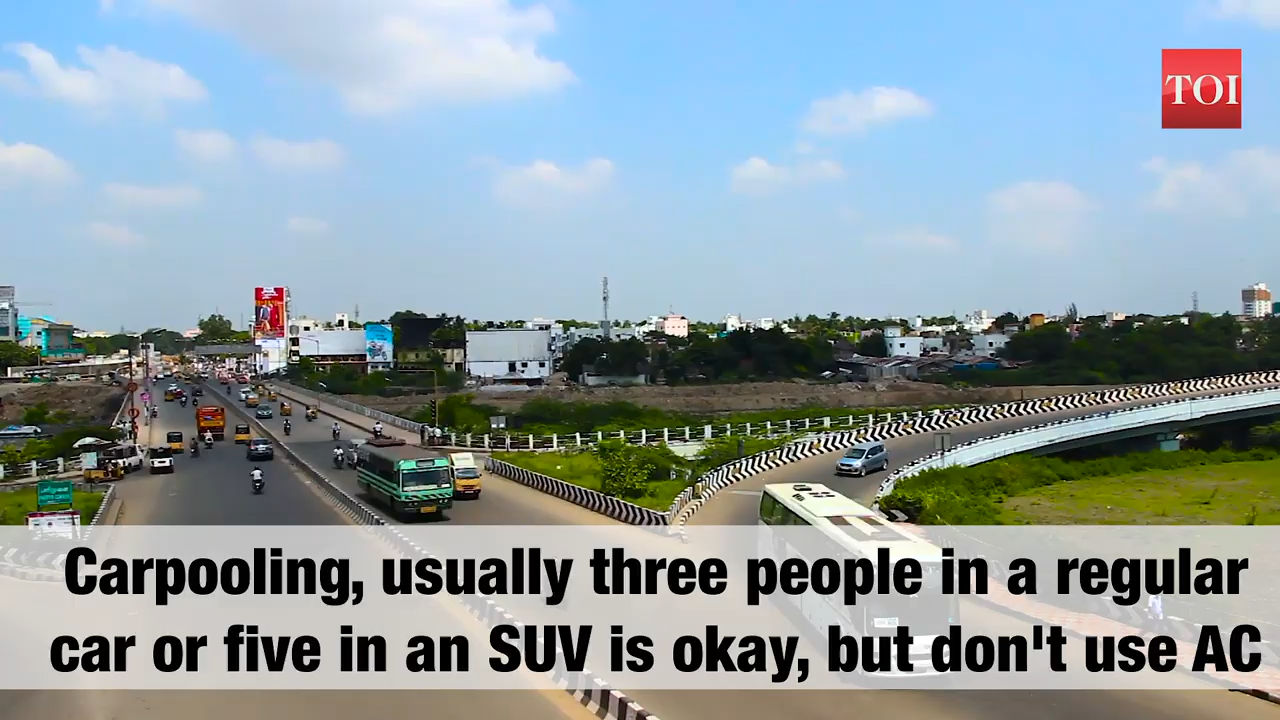 TOI
Carpooling, usually three people in a regular
car or five in an SUV is okay, but don't use AC